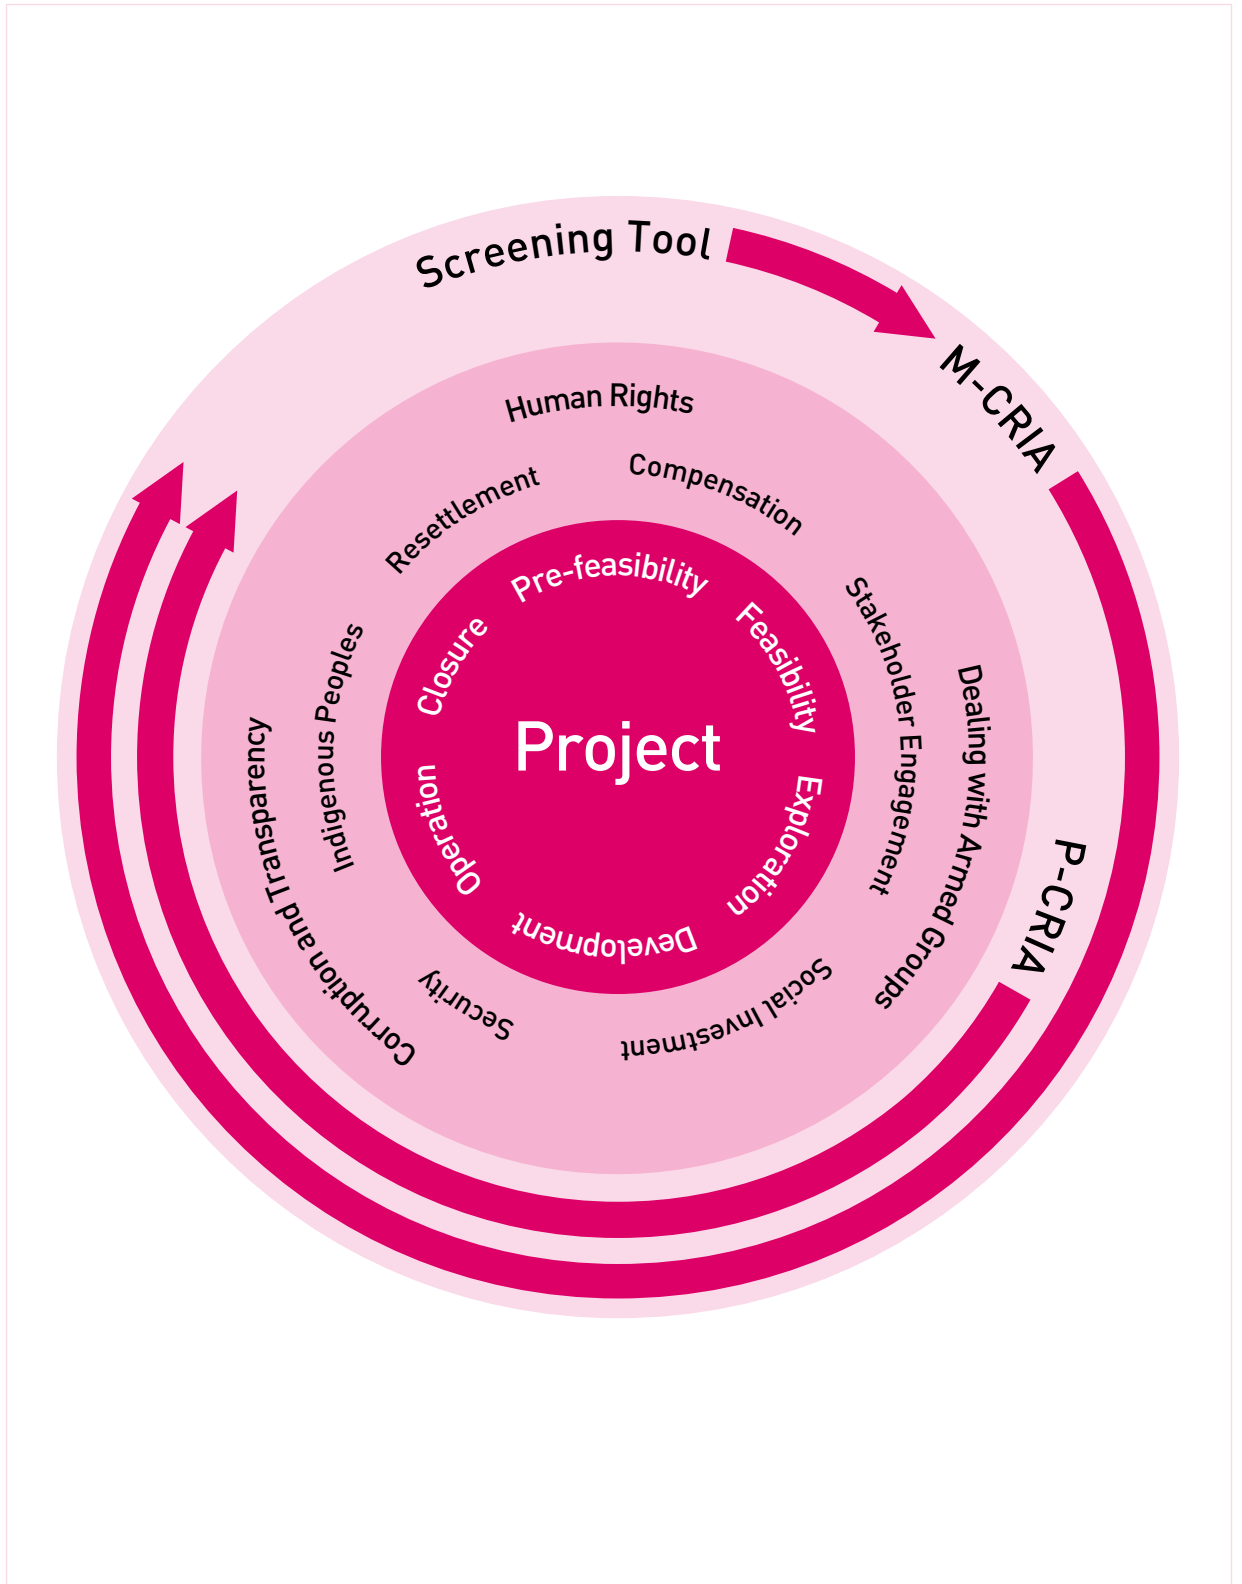 Screening Tool
M-CRIA
P-CRIA
Human Rights
Compensation
Resettlement
Stakeholder Engagement
Dealing with Armed Groups
Social Investment
Security
Corruption and Transparency
Indigenous Peoples
Pre-feasibility
Feasibility
Exploration
Development
Operation
Closure
Project